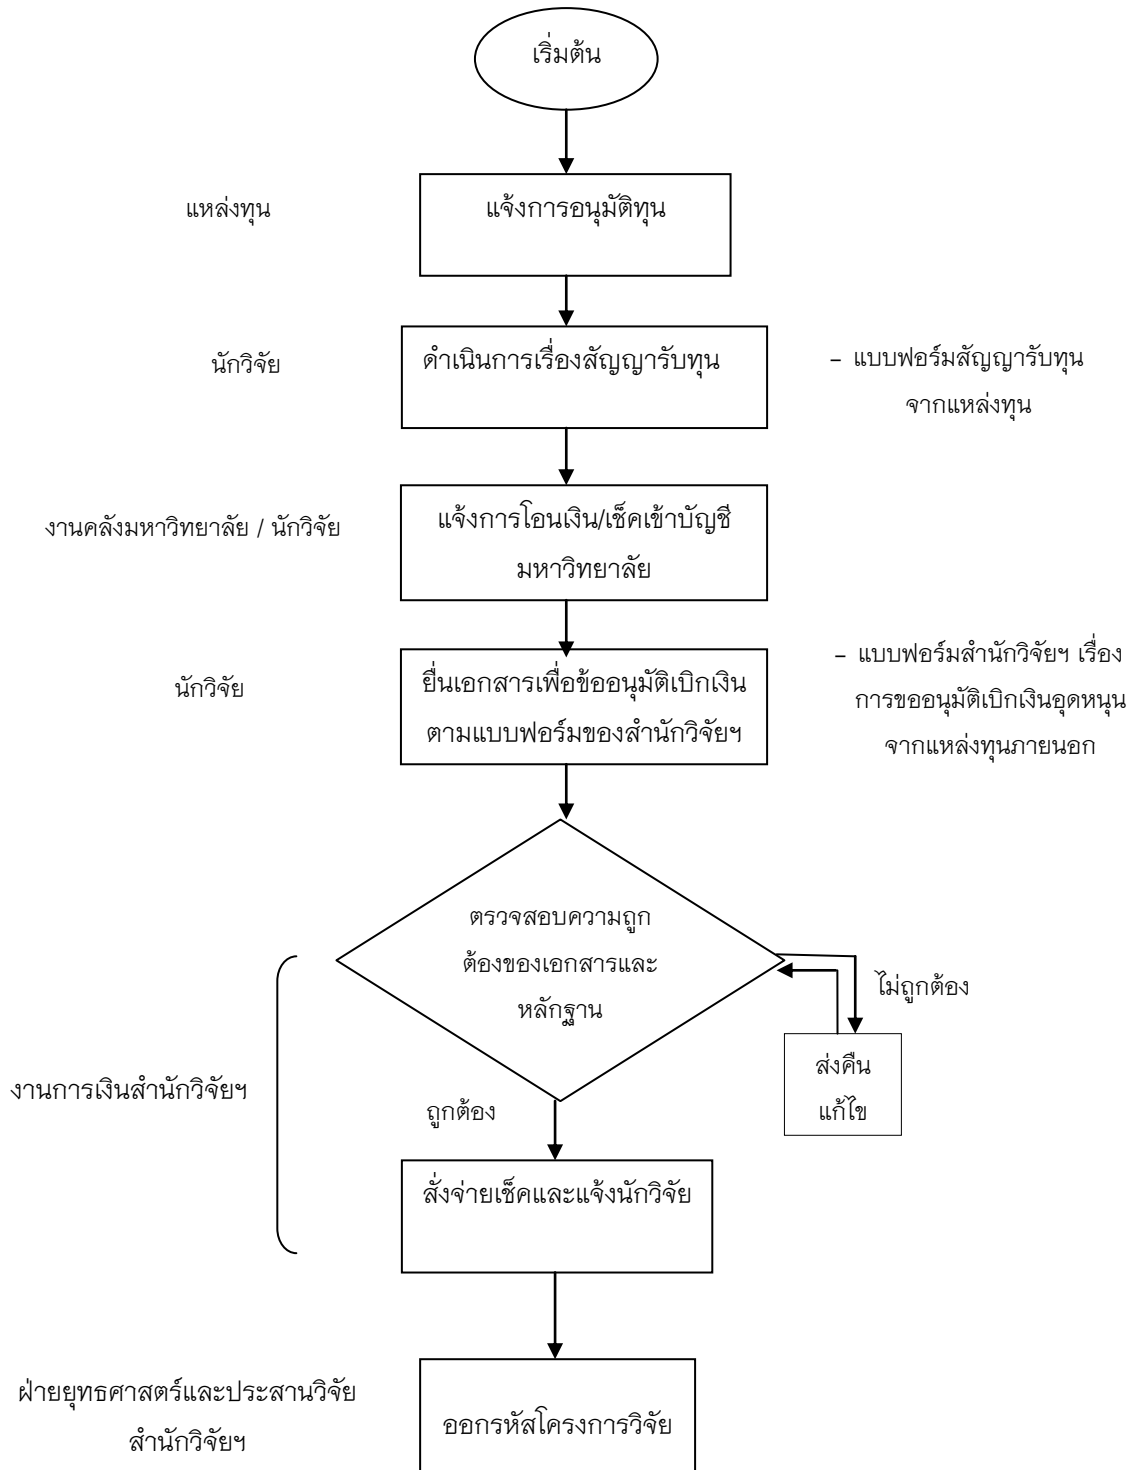 เริ่มต้น
แหล่งทุน
แจ้งการอนุมัติทุน
นักวิจัย
ดำเนินการเรื่องสัญญารับทุน
– แบบฟอร์มสัญญารับทุน
จากแหล่งทุน
งานคลังมหาวิทยาลัย / นักวิจัย
แจ้งการโอนเงิน/เช็คเข้าบัญชี
มหาวิทยาลัย
นักวิจัย
ยื่นเอกสารเพื่อข้ออนุมัติเบิกเงิน
ตามแบบฟอร์มของสำนักวิจัยฯ
– แบบฟอร์มสำนักวิจัยฯ เรื่อง
การขออนุมัติเบิกเงินอุดหนุน
จากแหล่งทุนภายนอก
ตรวจสอบความถูก
ต้องของเอกสารและ
หลักฐาน
ไม่ถูกต้อง
ส่งคืน
แก้ไข
งานการเงินสำนักวิจัยฯ
ถูกต้อง
สั่งจ่ายเช็คและแจ้งนักวิจัย
ฝ่ายยุทธศาสตร์และประสานวิจัย
สำนักวิจัยฯ
ออกรหัสโครงการวิจัย